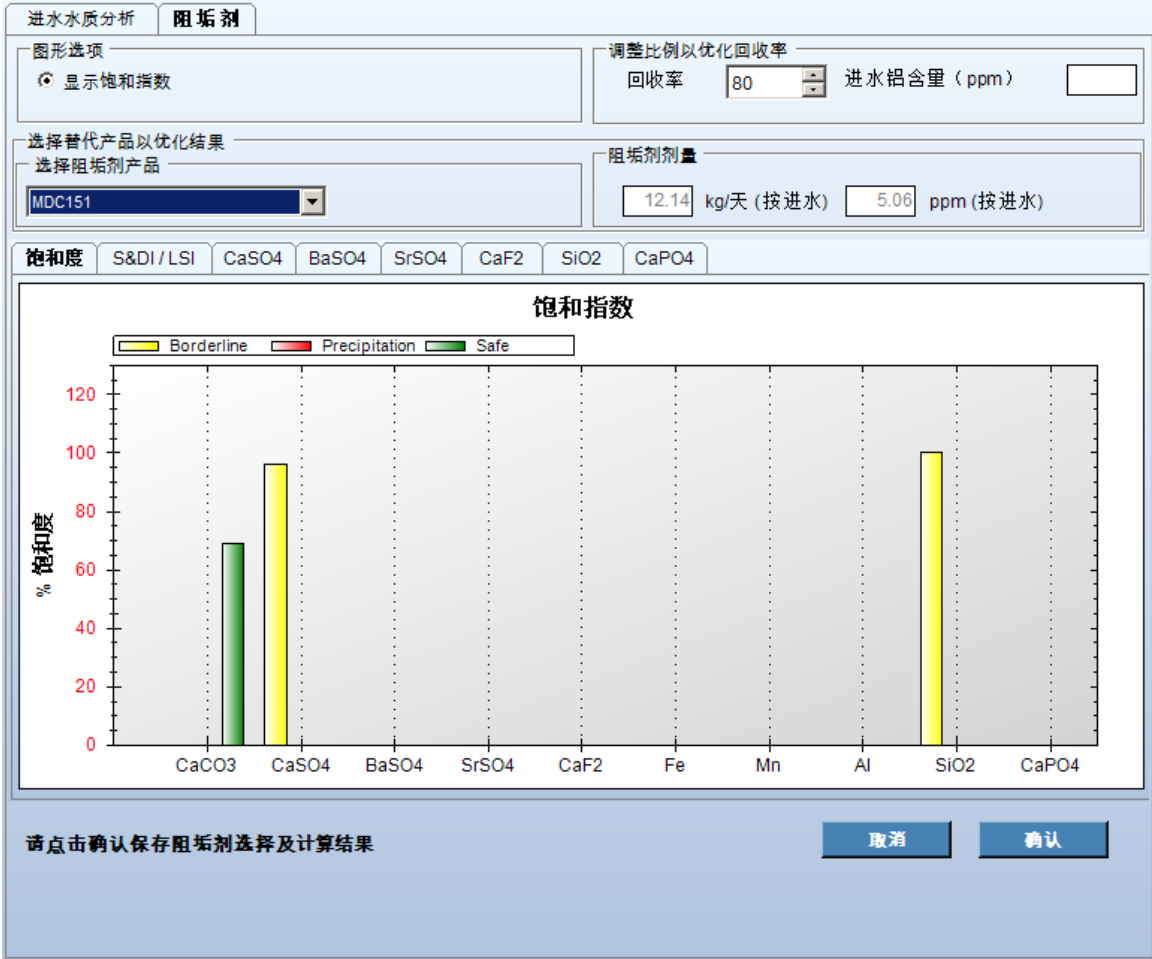 进水水质分析 阻垢剂
图形选项
显示饱和指数
调整比例以优化回收率
回收率 80 进水铝含量（ppm）
选择替代产品以优化结果
选择阻垢剂产品
MDC151
阻垢剂剂量
12.14 kg/天 (按进水) 5.06 ppm (按进水)
饱和度 S&DI / LSI CaSO4 BaSO4 SrSO4 CaF2 SiO2 CaPO4
饱和指数
Borderline Precipitation Safe
% 饱和度
120
100
80
60
40
20
0
CaCO3 CaSO4 BaSO4 SrSO4 CaF2 Fe Mn Al SiO2 CaPO4
请点击确认保存阻垢剂选择及计算结果
取消 确认